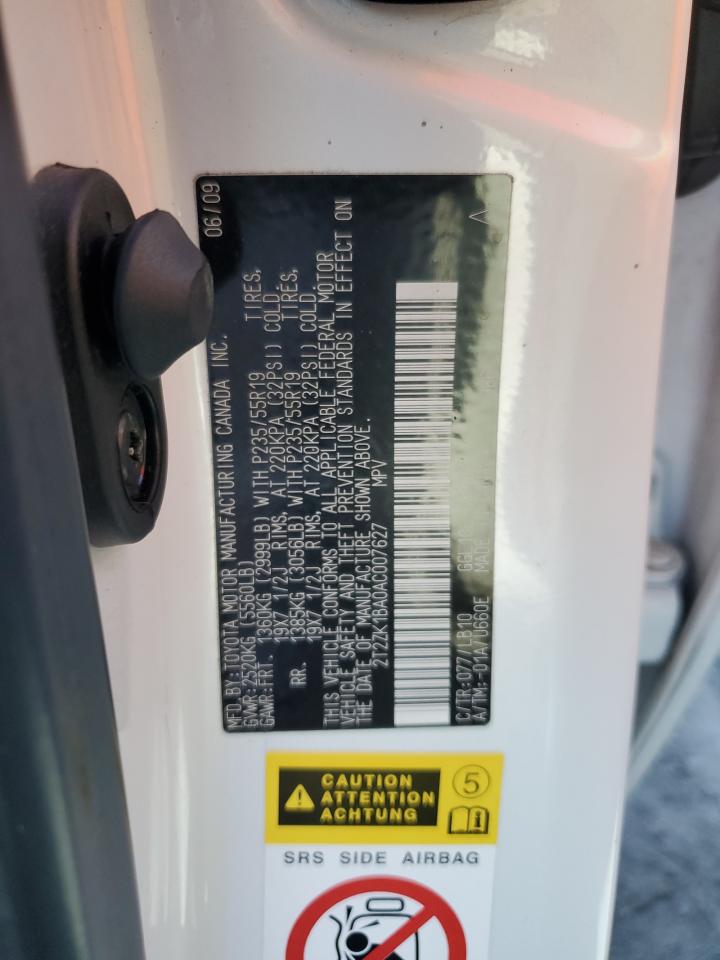 MFD. BY: TOYOTA MOTOR MANUFACTURING CANADA INC. 06/09
GVWR: 2520KG (5560LB)
GAWR: FRT. 1360KG (2999LB) WITH P235/55R19 TIRES,
19X7 1/2J RIMS, AT 220KPA (32PSI) COLD.
RR. 1385KG (3056LB) WITH P235/55R19 TIRES,
19X7 1/2J RIMS, AT 220KPA (32PSI) COLD.
THIS VEHICLE CONFORMS TO ALL APPLICABLE FEDERAL MOTOR
VEHICLE SAFETY AND THEFT PREVENTION STANDARDS IN EFFECT ON
THE DATE OF MANUFACTURE SHOWN ABOVE.
2T2ZK1BA0AC007627 MPV
C/TR: 077/LB10
A/TM: -01A/U660E MADE
CAUTION
ATTENTION
ACHTUNG
5
SRS SIDE AIRBAG